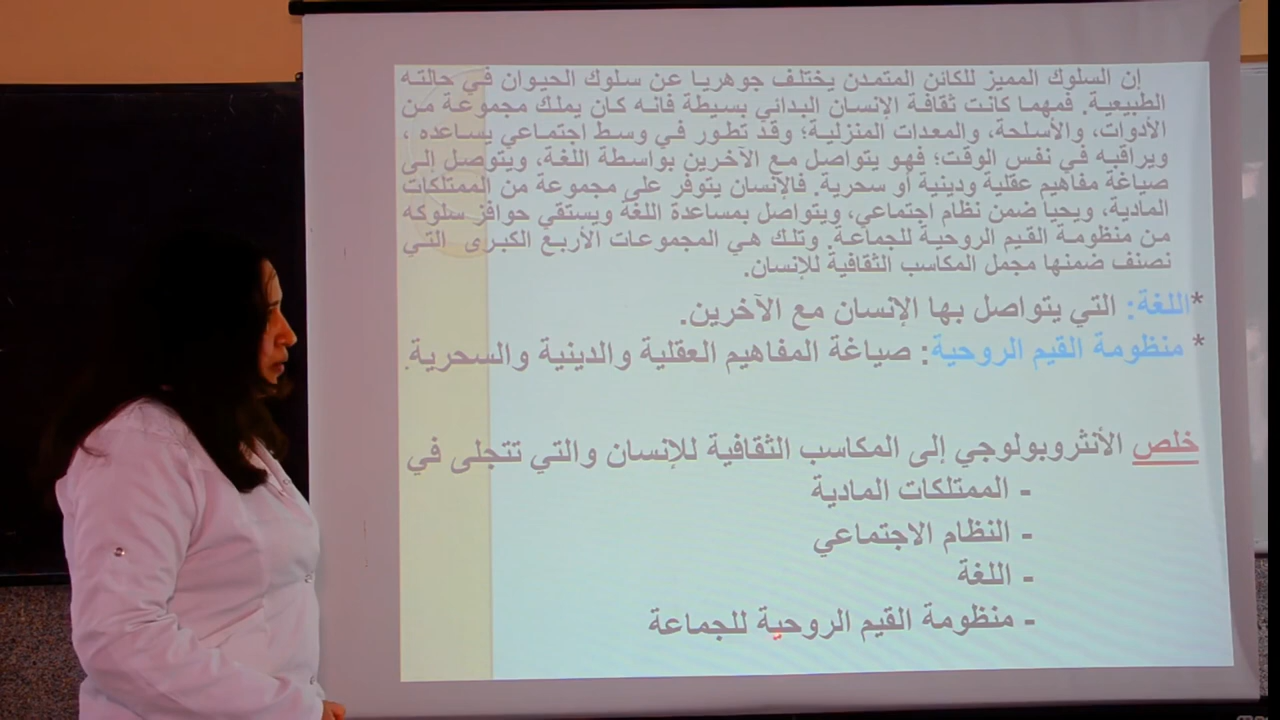 إن السلوك المميز للكائن المتمدن يختلف جوهريا عن سلوك الحيوان في حالته
الطبيعية. فمهما كانت ثقافة الإنسان البدائي بسيطة فانه كان يملك مجموعة من
الأدوات، والأسلحة، والمعدات المنزلية؛ وقد تطور في وسط اجتماعي يساعده ،
ويراقبه في نفس الوقت؛ فهو يتواصل مع الآخرين بواسطة اللغة، ويتوصل إلى
صياغة مفاهيم عقلية ودينية أو سحرية. فالإنسان يتوفر على مجموعة من الممتلكات
المادية، ويحيا ضمن نظام اجتماعي، ويتواصل بمساعدة اللغة ويستقي حوافز سلوكه
من منظومة القيم الروحية للجماعة. وتلك هي المجموعات الأربع الكبرى التي
نصنف ضمنها مجمل المكاسب الثقافية للإنسان.
*اللغة: التي يتواصل بها الإنسان مع الآخرين.
* منظومة القيم الروحية: صياغة المفاهيم العقلية والدينية والسحرية.
خلص الأنثروبولوجي إلى المكاسب الثقافية للإنسان والتي تتجلى في
- الممتلكات المادية
- النظام الاجتماعي
- اللغة
- منظومة القيم الروحية للجماعة